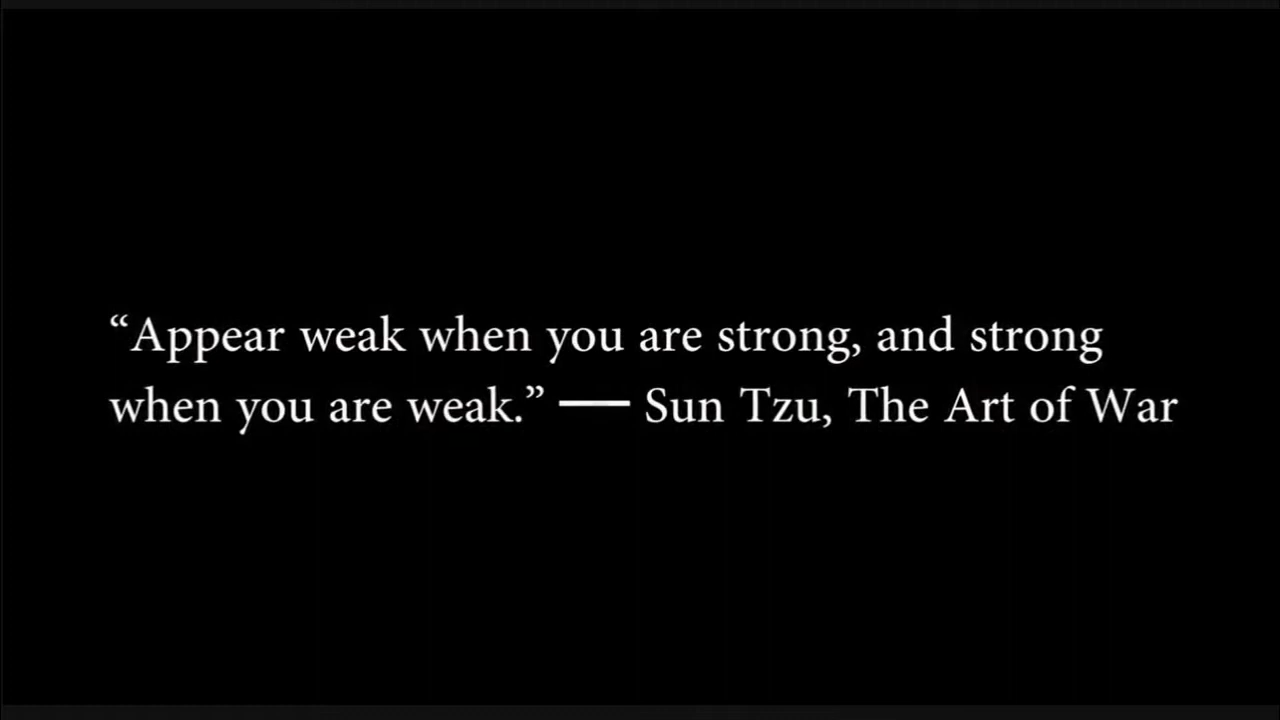 “Appear weak when you are strong, and strong
when you are weak.” — Sun Tzu, The Art of War